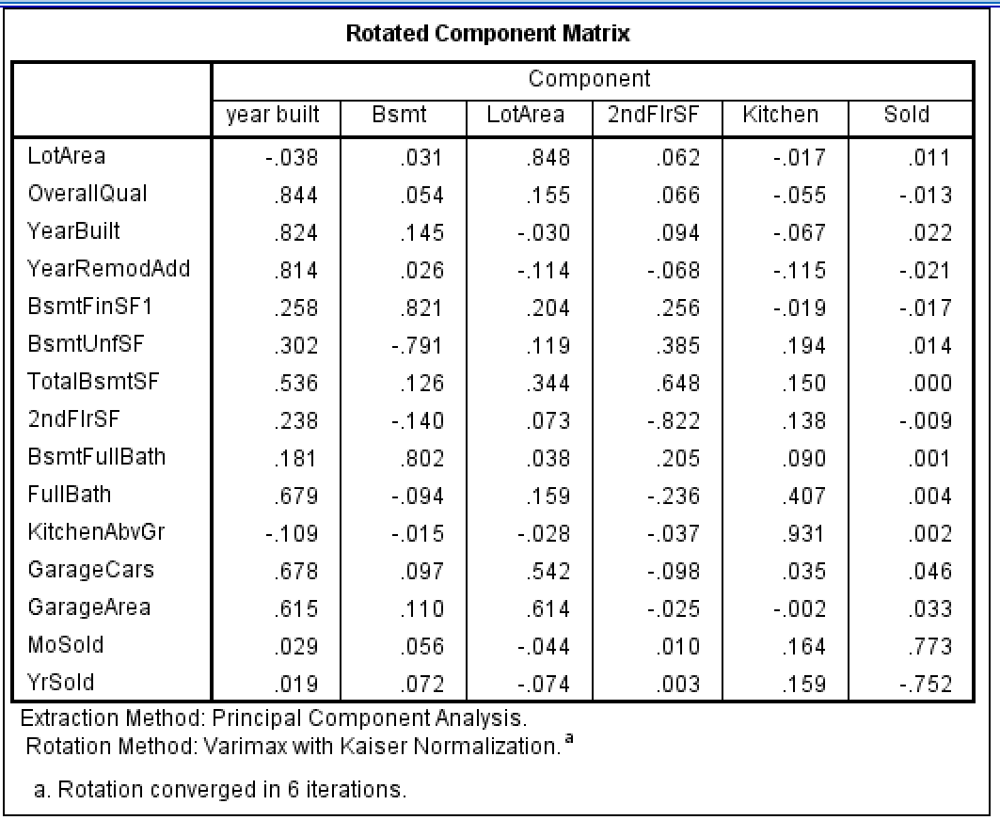 Rotated Component Matrix
Component
year built Bsmt LotArea 2ndFlrSF Kitchen Sold
LotArea -.038 .031 .848 .062 -.017 .011
OverallQual .844 .054 .155 .066 -.055 -.013
YearBuilt .824 .145 -.030 .094 -.067 .022
YearRemodAdd .814 .026 -.114 -.068 -.115 -.021
BsmtFinSF1 .258 .821 .204 .256 -.019 -.017
BsmtUnfSF .302 -.791 .119 .385 .194 .014
TotalBsmtSF .536 .126 .344 .648 .150 .000
2ndFlrSF .238 -.140 .073 -.822 .138 -.009
BsmtFullBath .181 .802 .038 .205 .090 .001
FullBath .679 -.094 .159 -.236 .407 .004
KitchenAbvGr -.109 -.015 -.028 -.037 .931 .002
GarageCars .678 .097 .542 -.098 .035 .046
GarageArea .615 .110 .614 -.025 -.002 .033
MoSold .029 .056 -.044 .010 .164 .773
YrSold .019 .072 -.074 .003 .159 -.752
Extraction Method: Principal Component Analysis.
Rotation Method: Varimax with Kaiser Normalization. a
a. Rotation converged in 6 iterations.